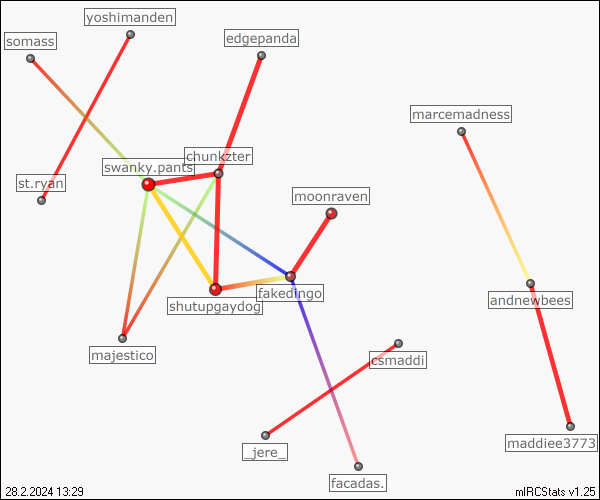 yoshimanden
somass
edgepanda
marcemadness
chunkzter
swanky.pants
st.ryan
moonraven
fakedingo
andnewbees
shutupgaydog
majestico
csmaddi
maddiee3773
_jere_
facadas.
28.2.2024 13:29
mIRCStats v1.25